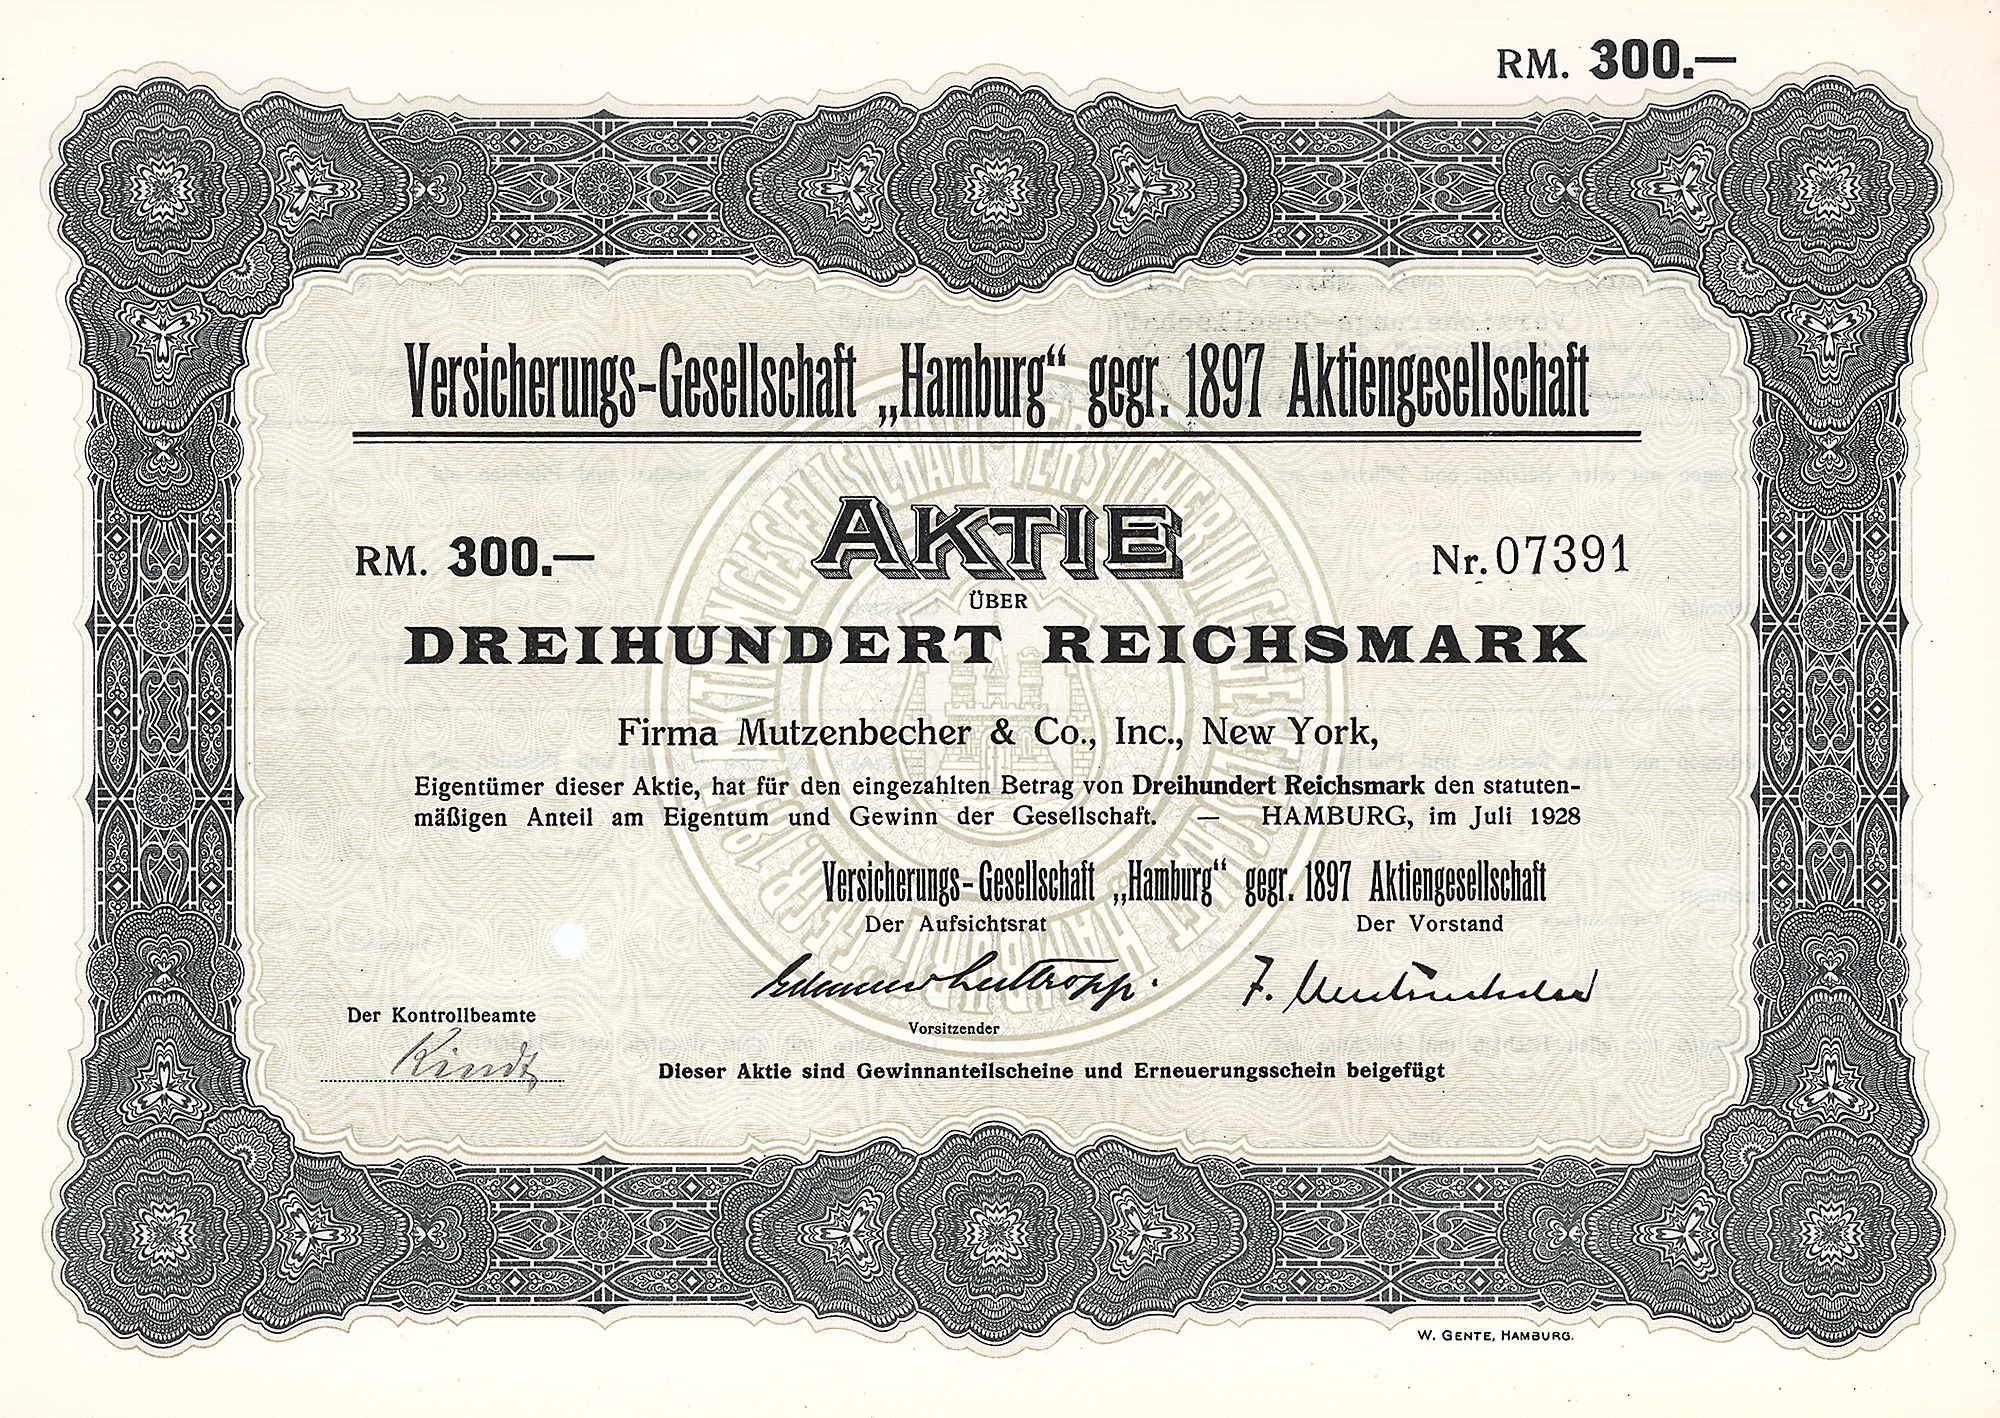 RM. 300.—
Versicherungs-Gesellschaft „Hamburg“ gegr. 1897 Aktiengesellschaft
RM. 300.—
AKTIE
Nr. 07391
ÜBER
DREIHUNDERT REICHSMARK
Firma Mutzenbecher & Co., Inc., New York,
Eigentümer dieser Aktie, hat für den eingezahlten Betrag von Dreihundert Reichsmark den statuten-
mäßigen Anteil am Eigentum und Gewinn der Gesellschaft. — HAMBURG, im Juli 1928
Versicherungs-Gesellschaft „Hamburg“ gegr. 1897 Aktiengesellschaft
Der Aufsichtsrat
Der Vorstand
Vorsitzender
Der Kontrollbeamte
Kindt
Dieser Aktie sind Gewinnanteilscheine und Erneuerungsschein beigefügt
W. GENTE, HAMBURG.